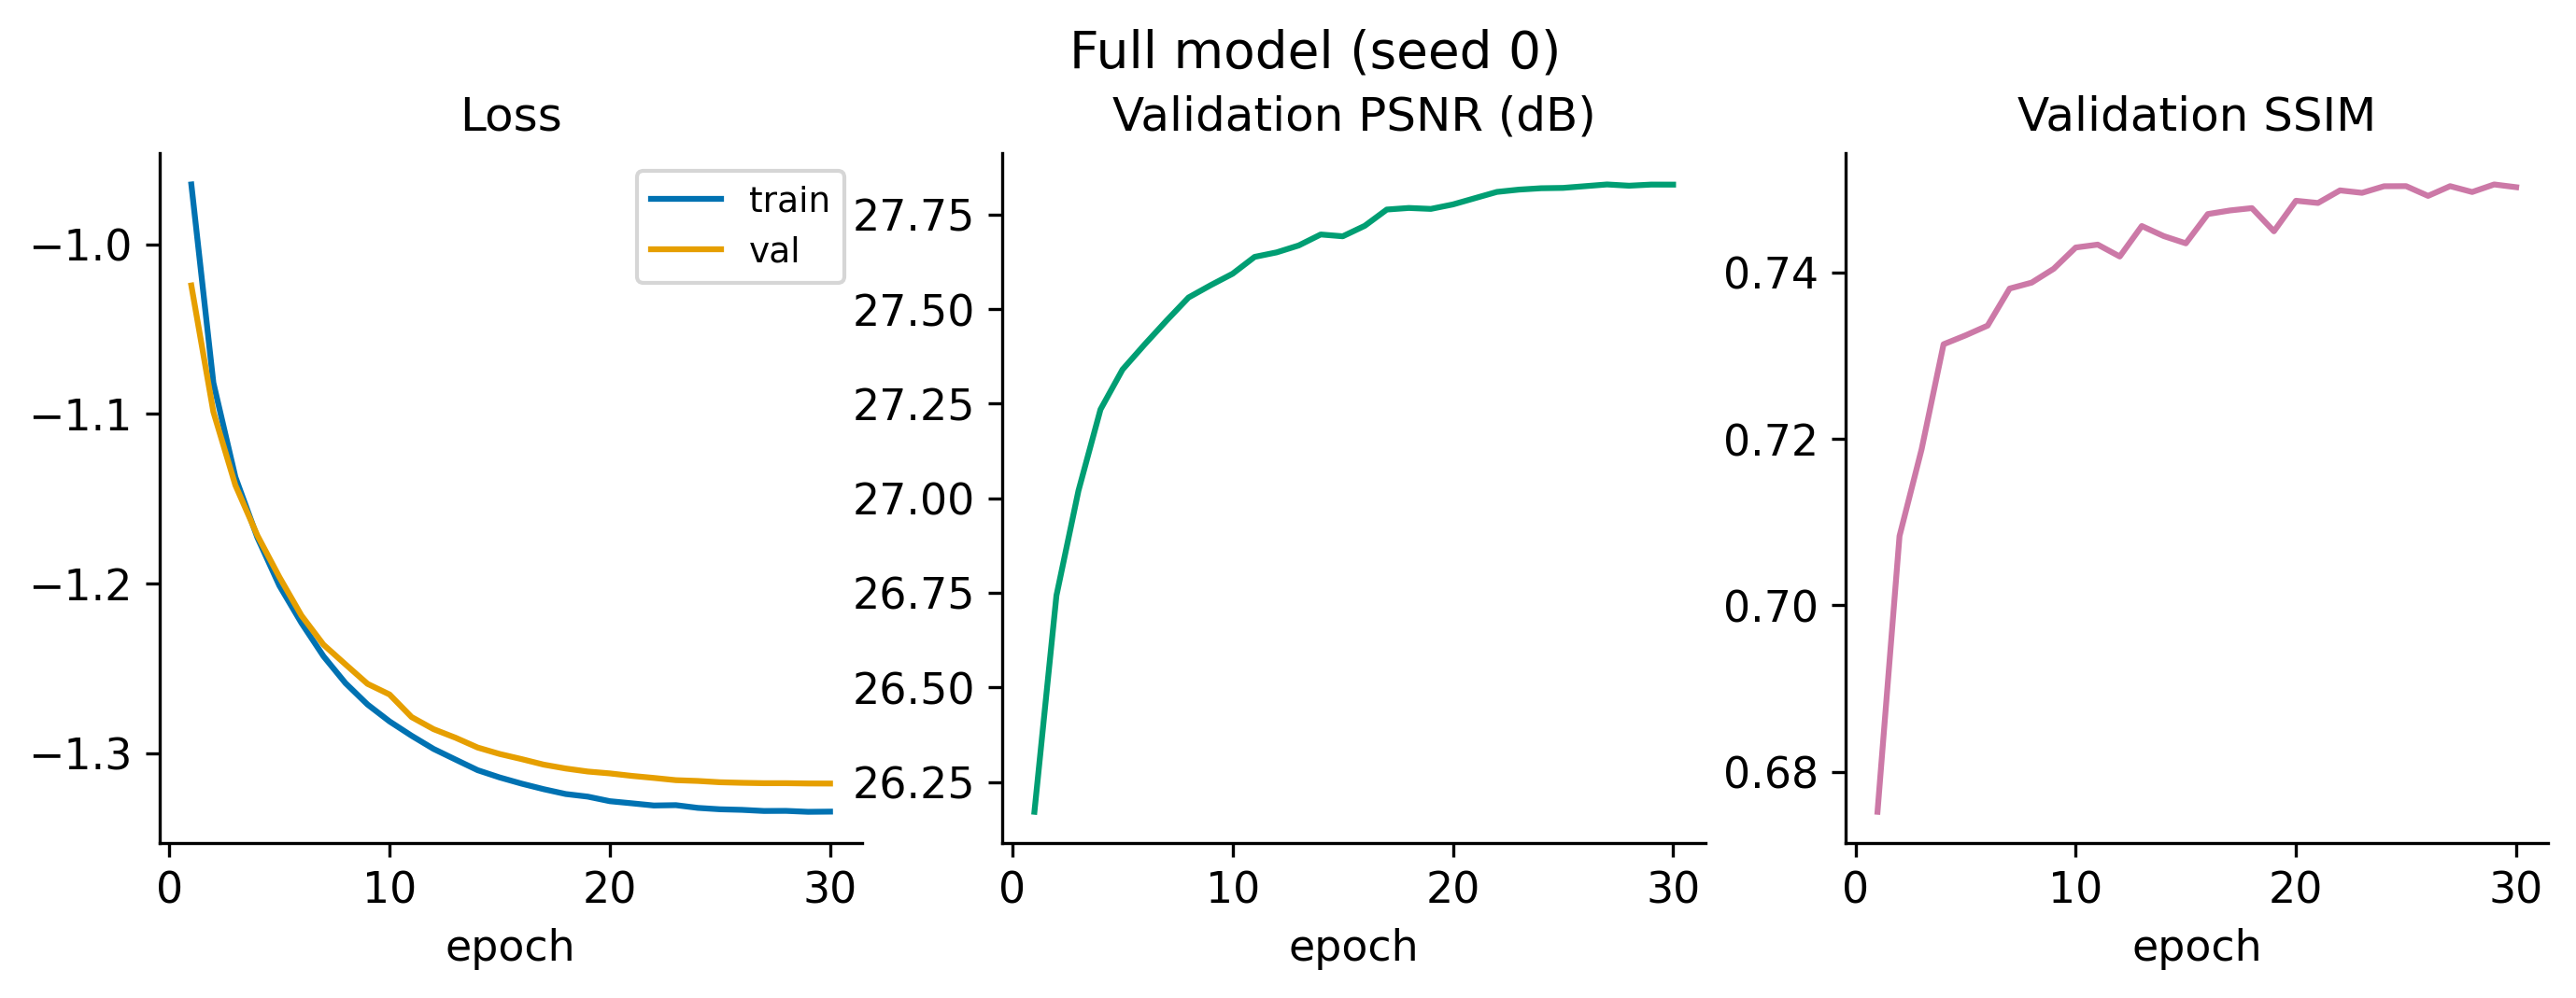 Full model (seed 0)
Loss
train
val
−1.0
−1.1
−1.2
−1.3
0 10 20 30
epoch
Validation PSNR (dB)
27.75
27.50
27.25
27.00
26.75
26.50
26.25
0 10 20 30
epoch
Validation SSIM
0.74
0.72
0.70
0.68
0 10 20 30
epoch